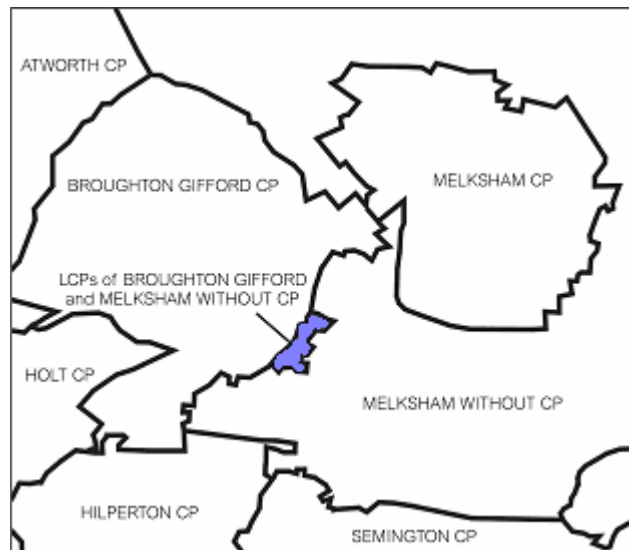 ATWORTH CP
BROUGHTON GIFFORD CP
MELKSHAM CP
LCPs of BROUGHTON GIFFORD
and MELKSHAM WITHOUT CP
HOLT CP
MELKSHAM WITHOUT CP
HILPERTON CP
SEMINGTON CP